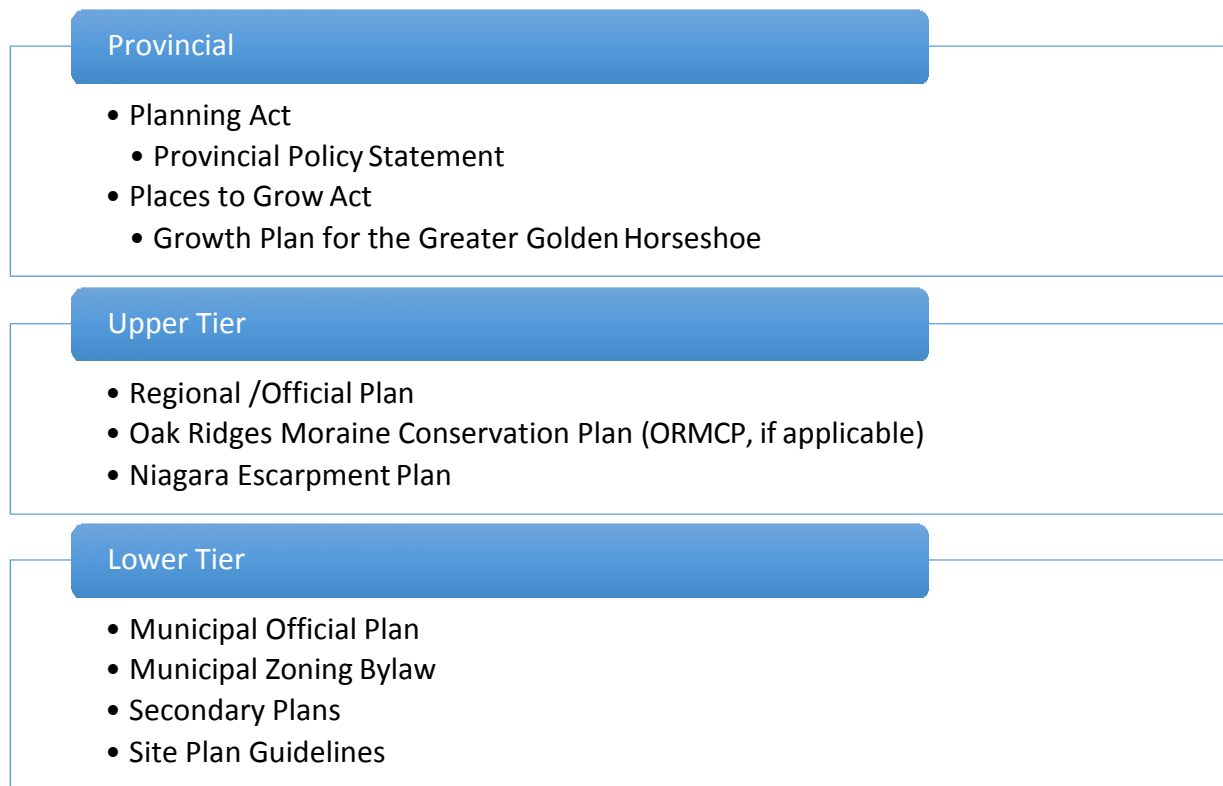 Provincial
• Planning Act
• Provincial Policy Statement
• Places to Grow Act
• Growth Plan for the Greater Golden Horseshoe
Upper Tier
• Regional /Official Plan
• Oak Ridges Moraine Conservation Plan (ORMCP, if applicable)
• Niagara Escarpment Plan
Lower Tier
• Municipal Official Plan
• Municipal Zoning Bylaw
• Secondary Plans
• Site Plan Guidelines